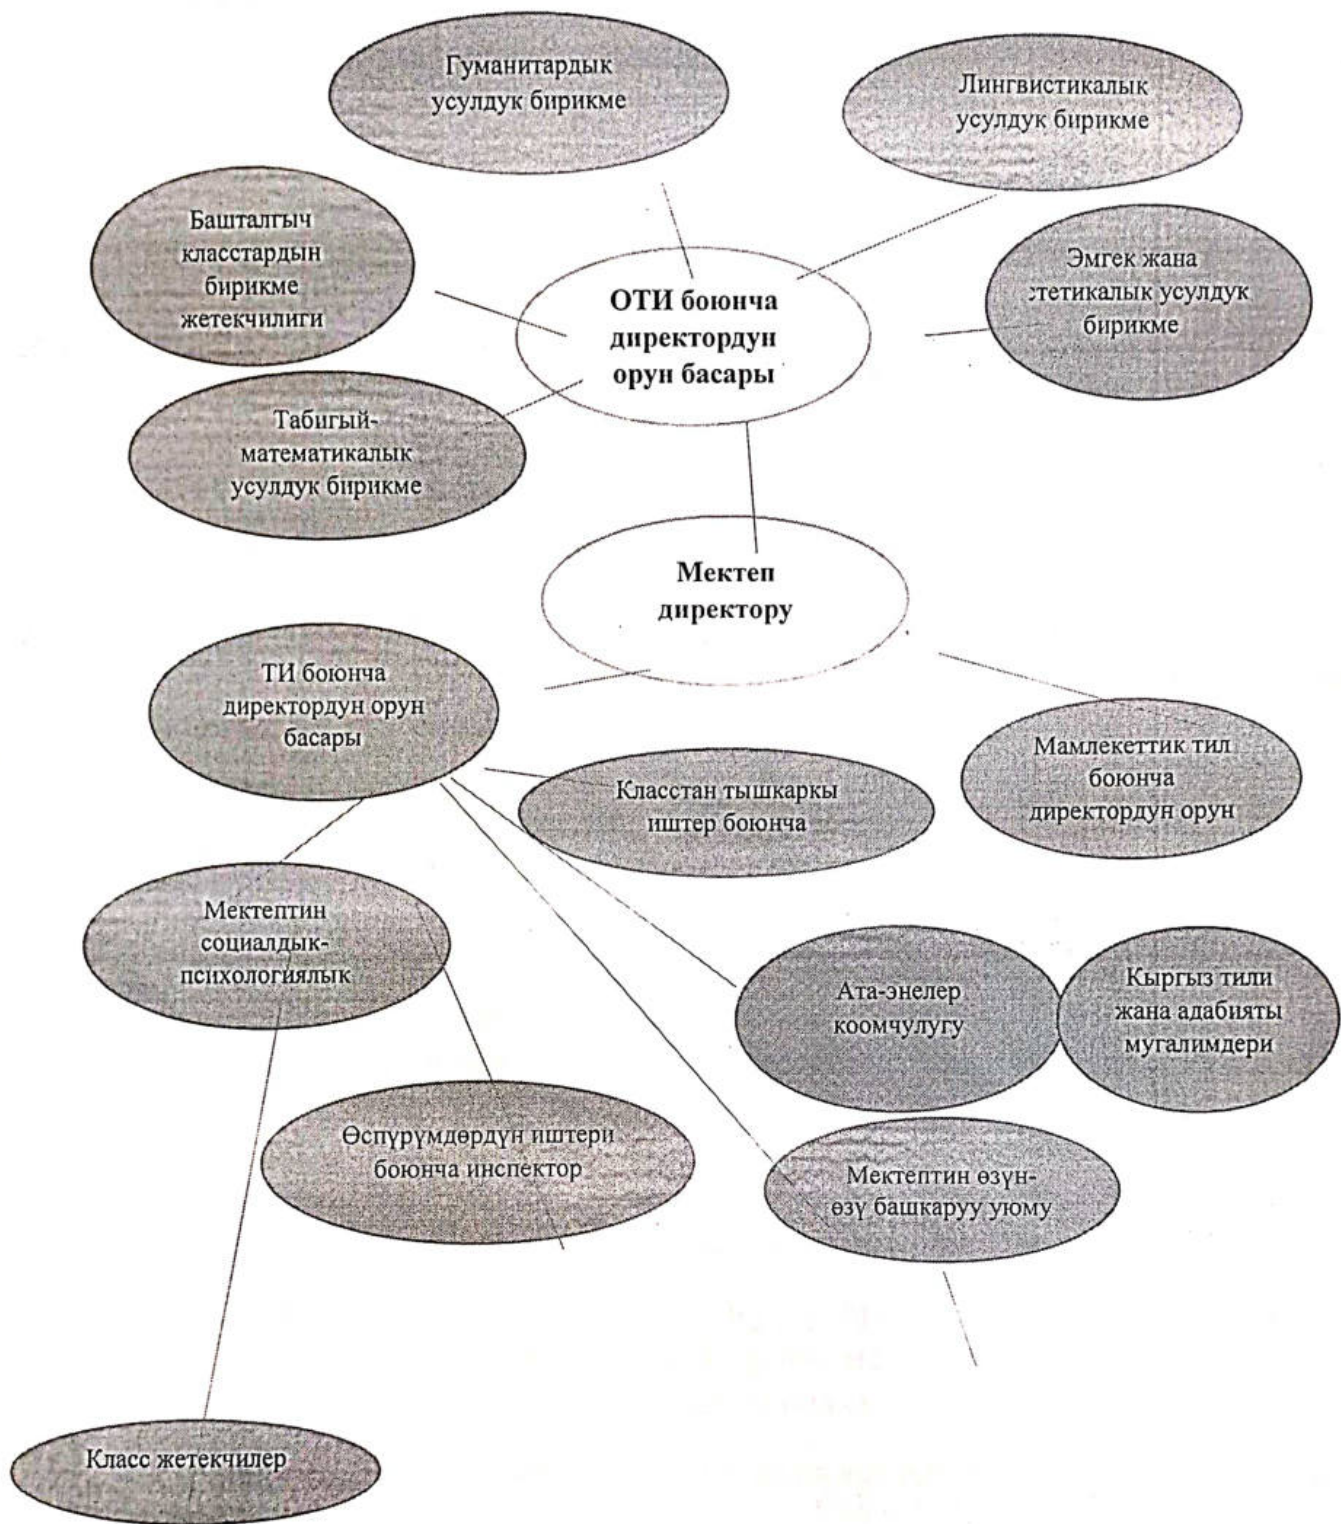 Гуманитардык
усулдук бирикме
Лингвистикалык
усулдук бирикме
Башталгыч
класстардын
бирикме
жетекчилиги
ОТИ боюнча
директордун
орун басары
Эмгек жана
стетикалык усулдук
бирикме
Табигый-
математикалык
усулдук бирикме
Мектеп
директору
ТИ боюнча
директордун орун
басары
Класстан тышкаркы
иштер боюнча
Мамлекеттик тил
боюнча
директордун орун
Мектептин
социалдык-
психологиялык
Ата-энелер
коомчулугу
Кыргыз тили
жана адабияты
мугалимдери
Өспүрүмдөрдүн иштери
боюнча инспектор
Мектептин өзүн-
өзү башкаруу уюму
Класс жетекчилер